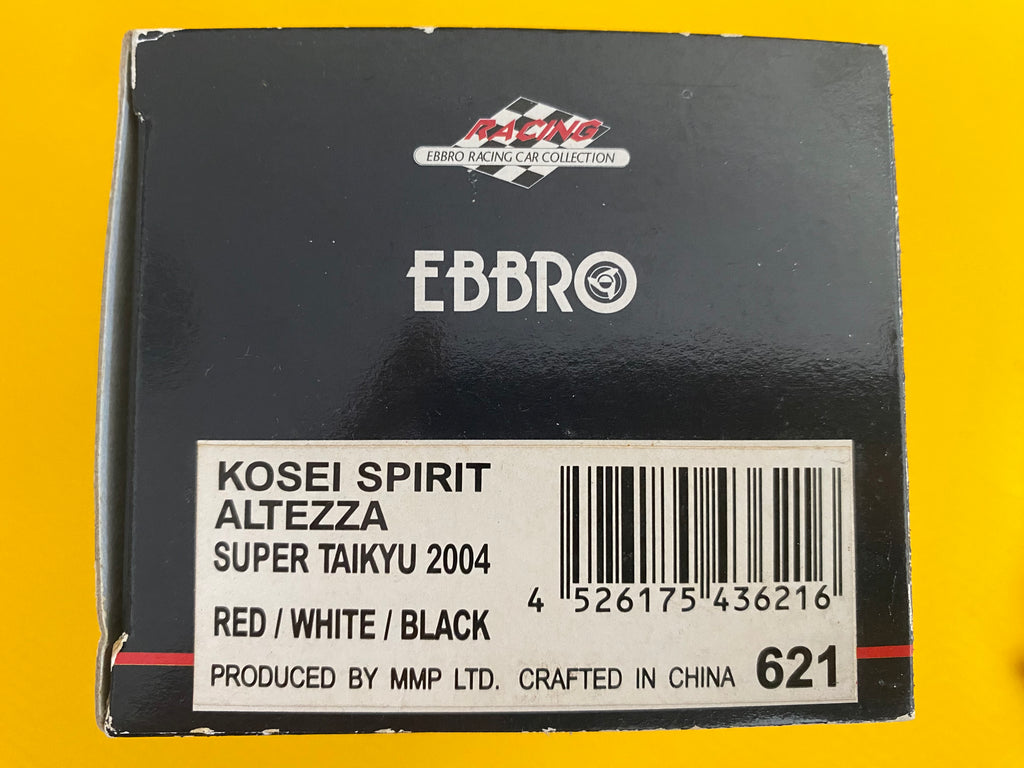 RACING
EBBRO RACING CAR COLLECTION
EBBRO
KOSEI SPIRIT
ALTEZZA
SUPER TAIKYU 2004
RED / WHITE / BLACK
4 526175 436216
PRODUCED BY MMP LTD. CRAFTED IN CHINA 621